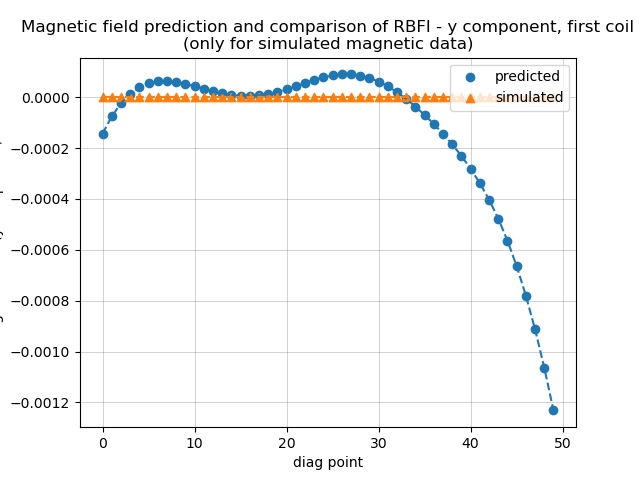 Magnetic field prediction and comparison of RBFI - y component, first coil
(only for simulated magnetic data)
predicted
simulated
0.0000
−0.0002
−0.0004
−0.0006
−0.0008
−0.0010
−0.0012
0 10 20 30 40 50
diag point